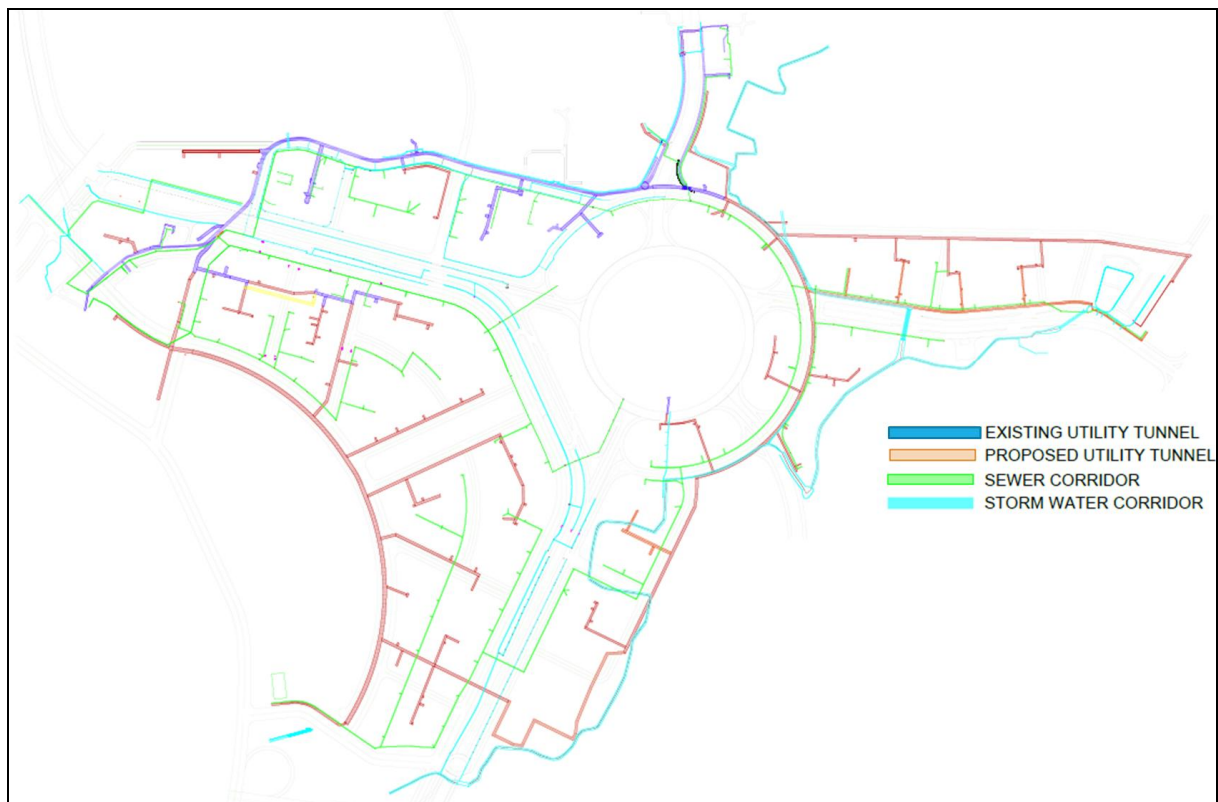 EXISTING UTILITY TUNNEL
PROPOSED UTILITY TUNNEL
SEWER CORRIDOR
STORM WATER CORRIDOR